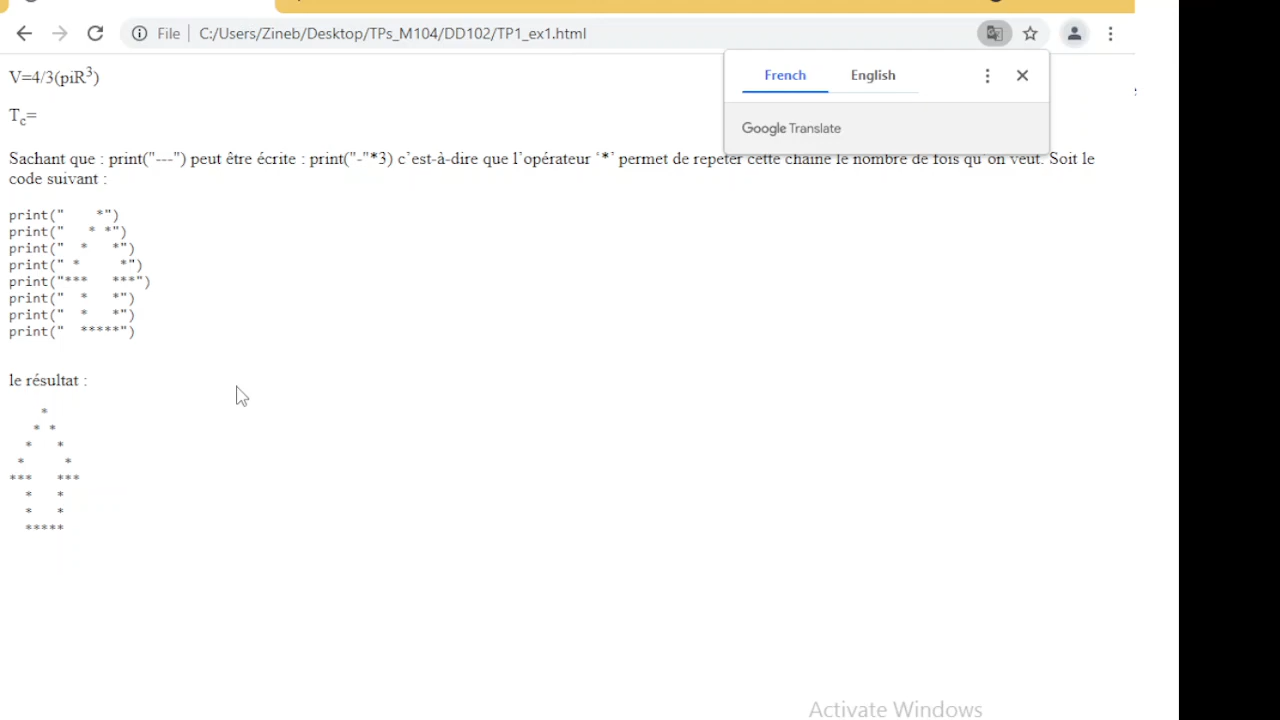 File C:/Users/Zineb/Desktop/TPs_M104/DD102/TP1_ex1.html
French English
Google Translate
V=4/3(piR³)
T_c=
Sachant que : print("---") peut être écrite : print("-"*3) c'est-à-dire que l'opérateur '*' permet de repeter cette chaine le nombre de fois qu'on veut. Soit le
code suivant :
print("    *")
print("   * *")
print("  *   *")
print(" *     *")
print("***   ***")
print("  *   *")
print("  *   *")
print("  *****")
le résultat :
    *
   * *
  *   *
 *     *
***   ***
  *   *
  *   *
  *****
Activate Windows